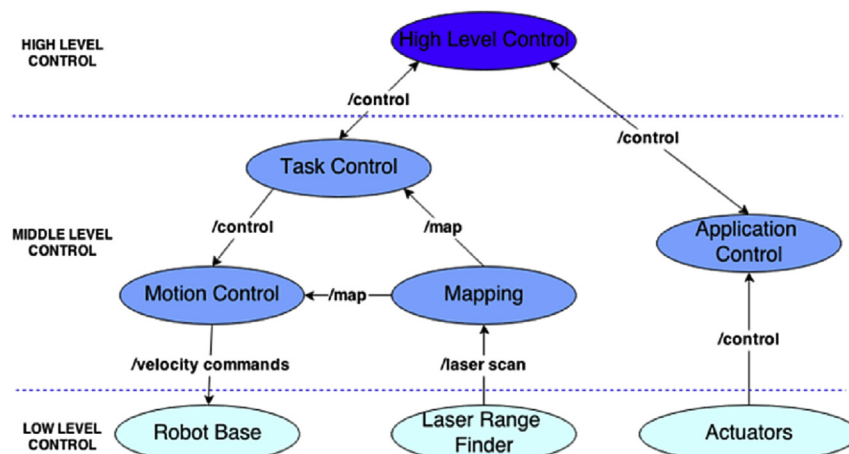 HIGH LEVEL
CONTROL
High Level Control
/control
/control
Task Control
/control
/map
MIDDLE LEVEL
CONTROL
Application
Control
Motion Control
/map
Mapping
/velocity commands
/laser scan
/control
LOW LEVEL
CONTROL
Robot Base
Laser Range
Finder
Actuators